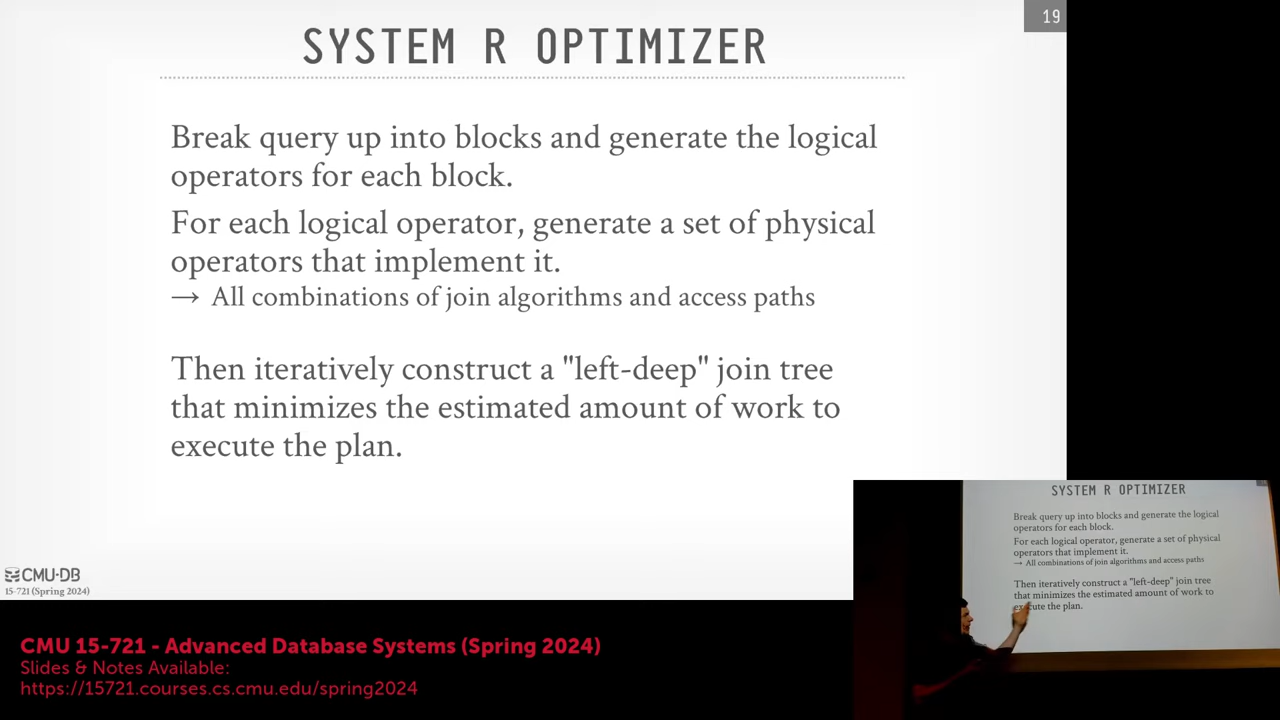 19
SYSTEM R OPTIMIZER
Break query up into blocks and generate the logical
operators for each block.
For each logical operator, generate a set of physical
operators that implement it.
→ All combinations of join algorithms and access paths
Then iteratively construct a "left-deep" join tree
that minimizes the estimated amount of work to
execute the plan.
CMU·DB
15-721 (Spring 2024)
SYSTEM R OPTIMIZER
Break query up into blocks and generate the logical
operators for each block.
For each logical operator, generate a set of physical
operators that implement it.
→ All combinations of join algorithms and access paths
Then iteratively construct a "left-deep" join tree
that minimizes the estimated amount of work to
execute the plan.
CMU 15-721 - Advanced Database Systems (Spring 2024)
Slides & Notes Available:
https://15721.courses.cs.cmu.edu/spring2024